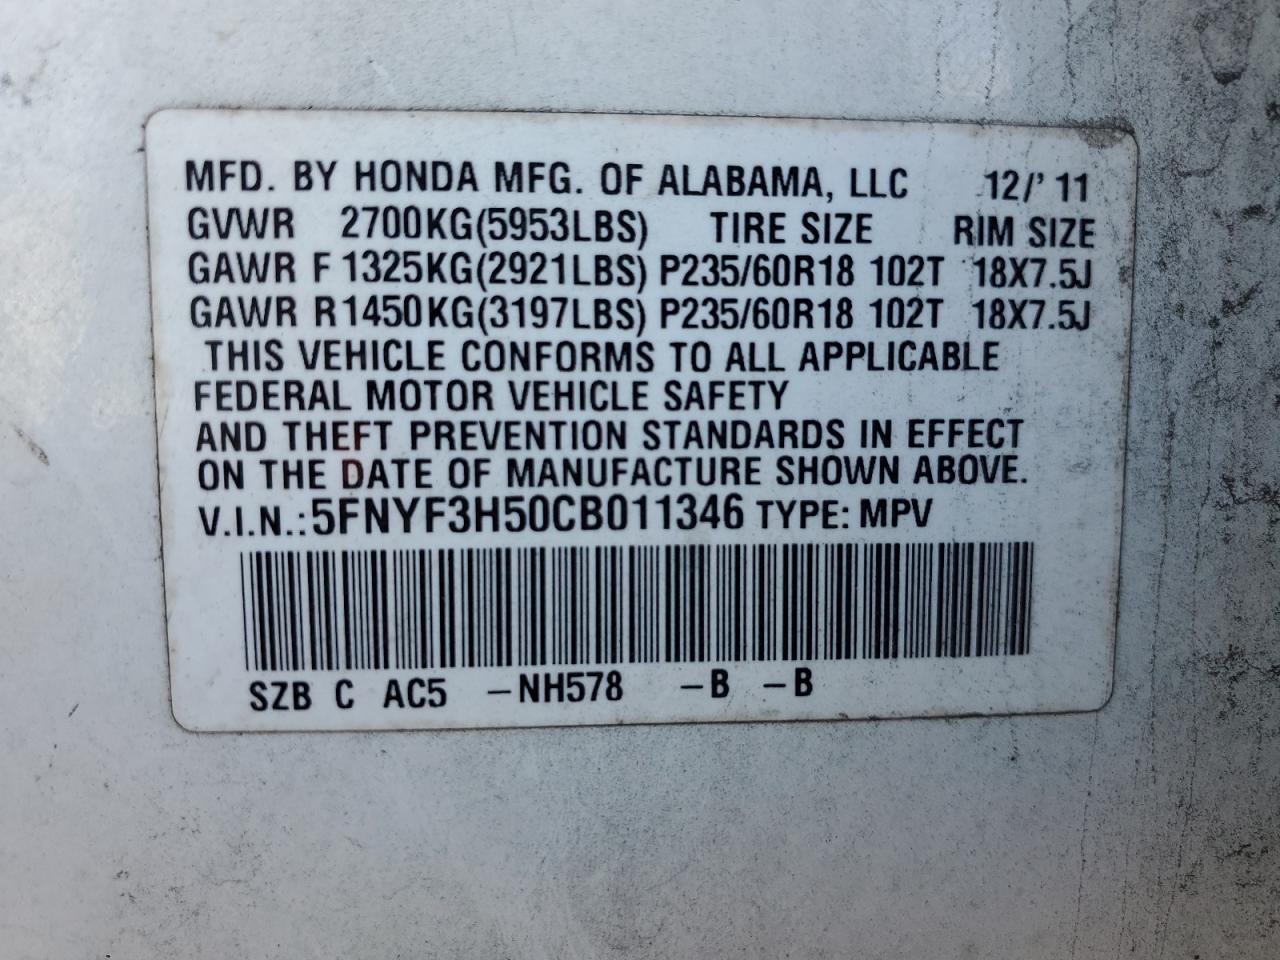 MFD. BY HONDA MFG. OF ALABAMA, LLC 12/' 11
GVWR 2700KG(5953LBS) TIRE SIZE RIM SIZE
GAWR F 1325KG(2921LBS) P235/60R18 102T 18X7.5J
GAWR R1450KG(3197LBS) P235/60R18 102T 18X7.5J
THIS VEHICLE CONFORMS TO ALL APPLICABLE
FEDERAL MOTOR VEHICLE SAFETY
AND THEFT PREVENTION STANDARDS IN EFFECT
ON THE DATE OF MANUFACTURE SHOWN ABOVE.
V.I.N.:5FNYF3H50CB011346 TYPE: MPV
SZB C AC5 –NH578 –B –B